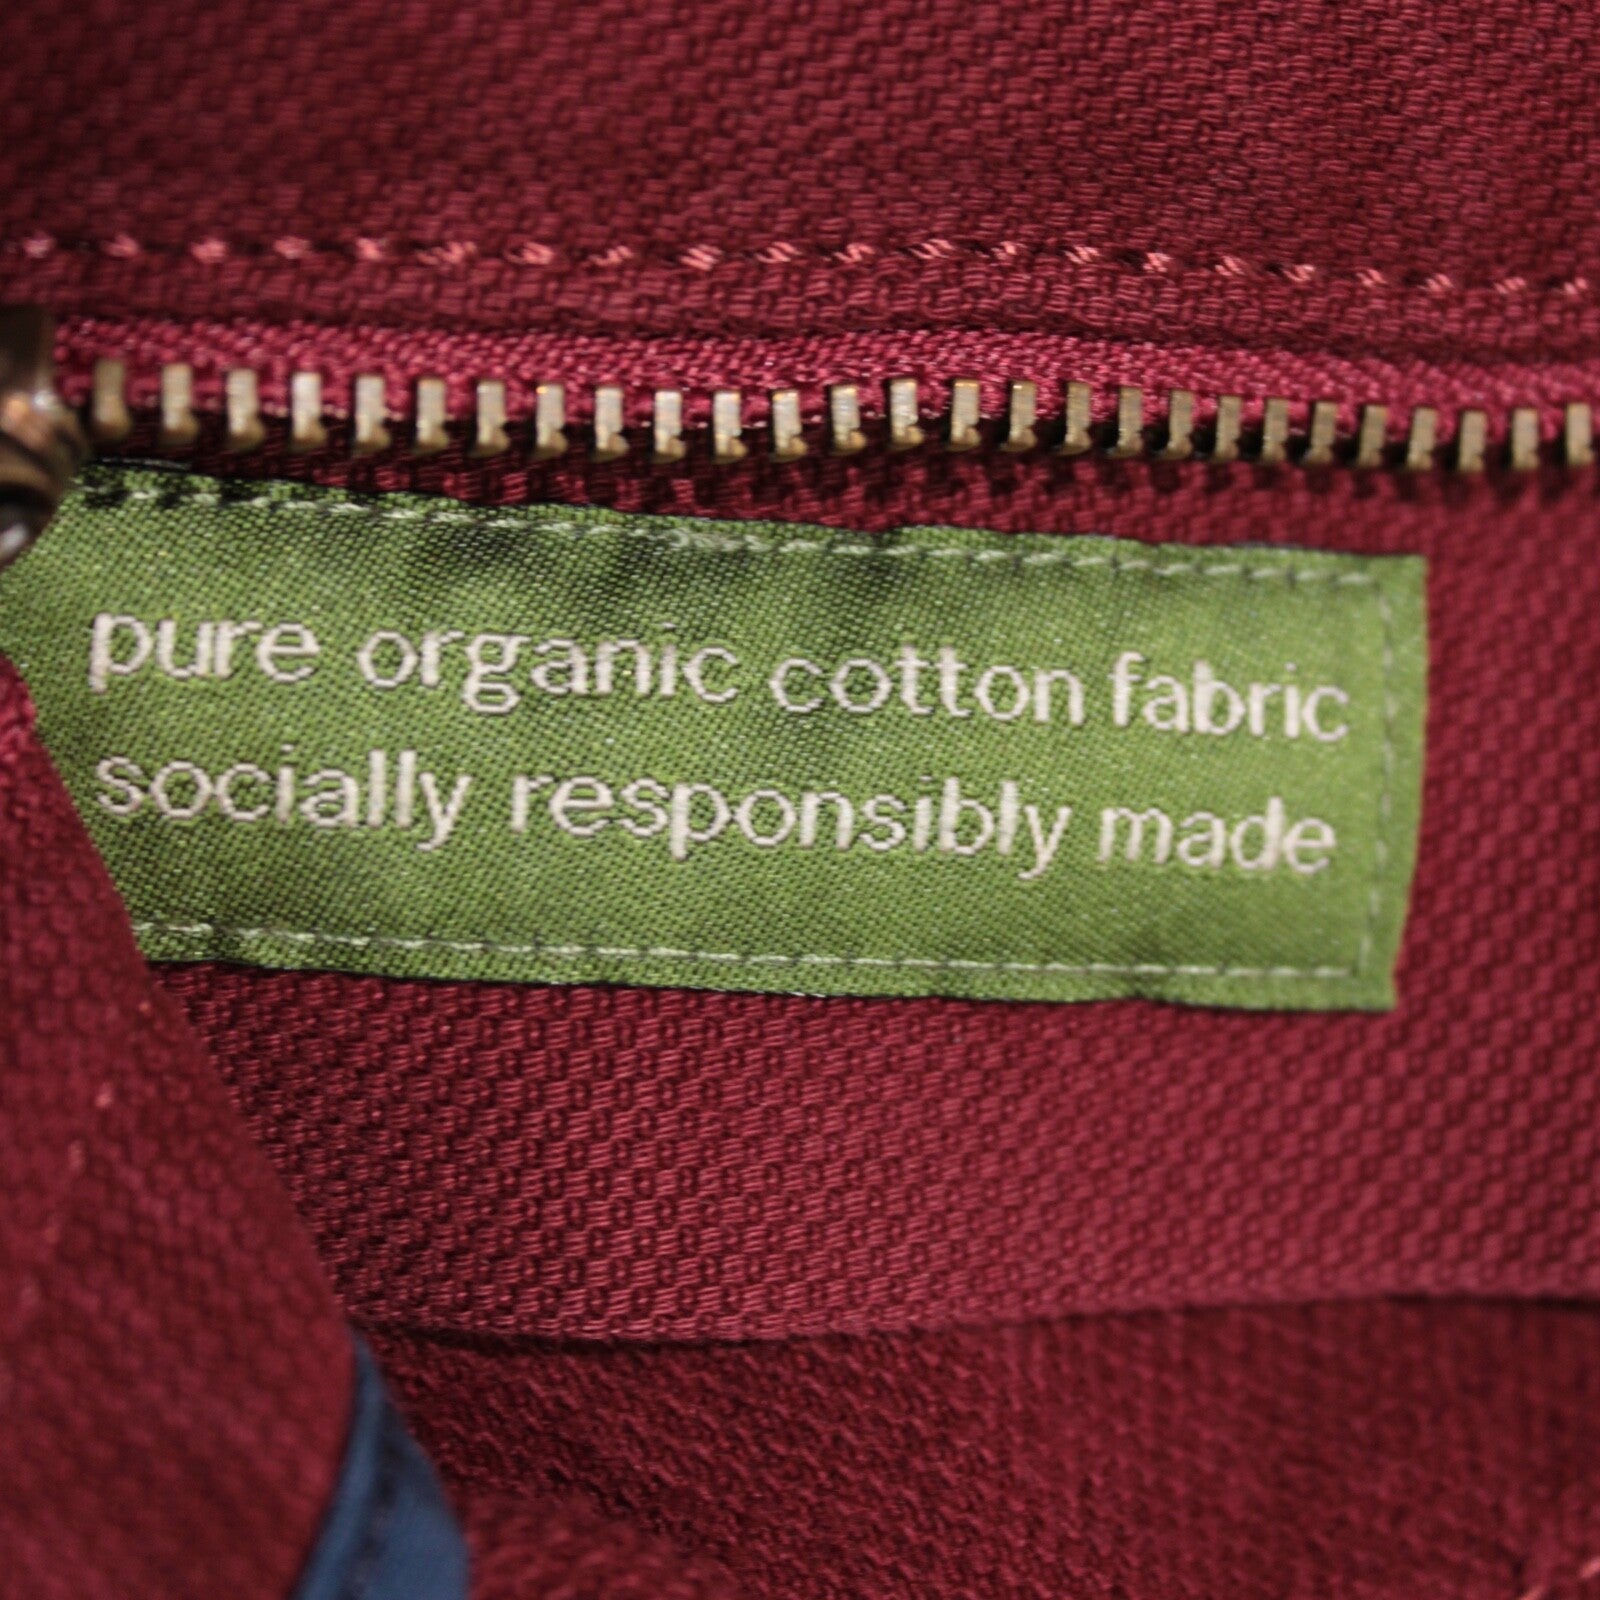 pure organic cotton fabric
socially responsibly made